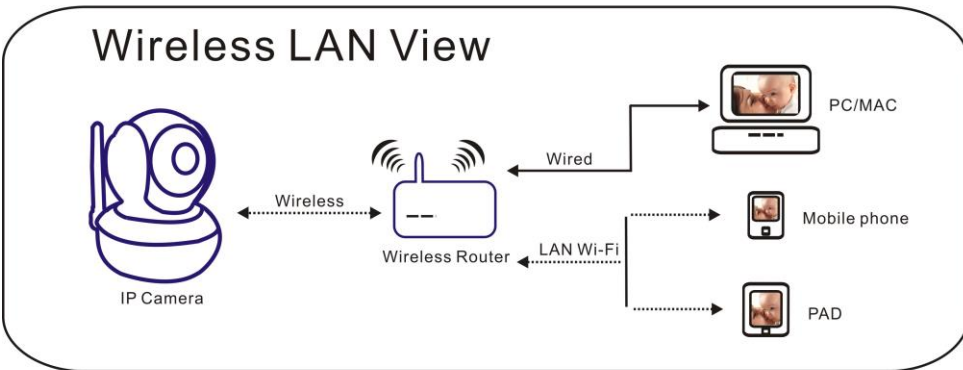 Wireless LAN View
PC/MAC
Wired
Wireless
Mobile phone
Wireless Router
LAN Wi-Fi
IP Camera
PAD